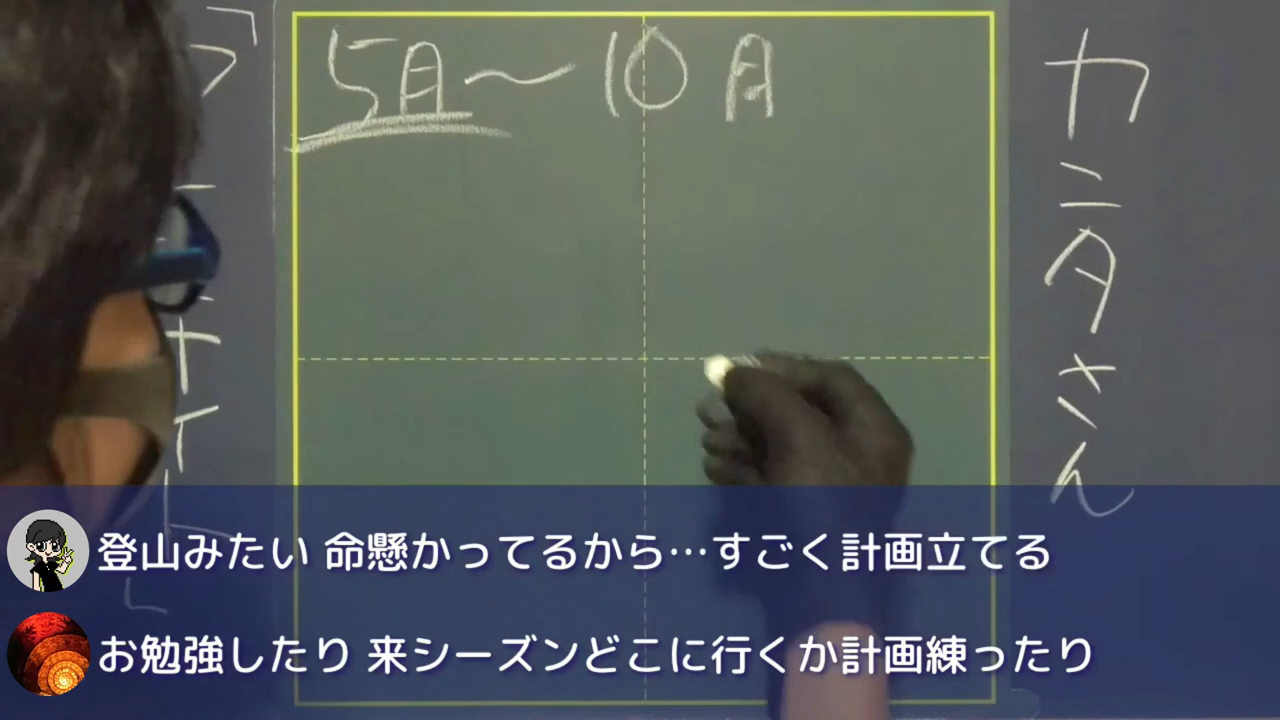 5月〜10月
カニタさん
登山みたい 命懸かってるから…すごく計画立てる
お勉強したり 来シーズンどこに行くか計画練ったり